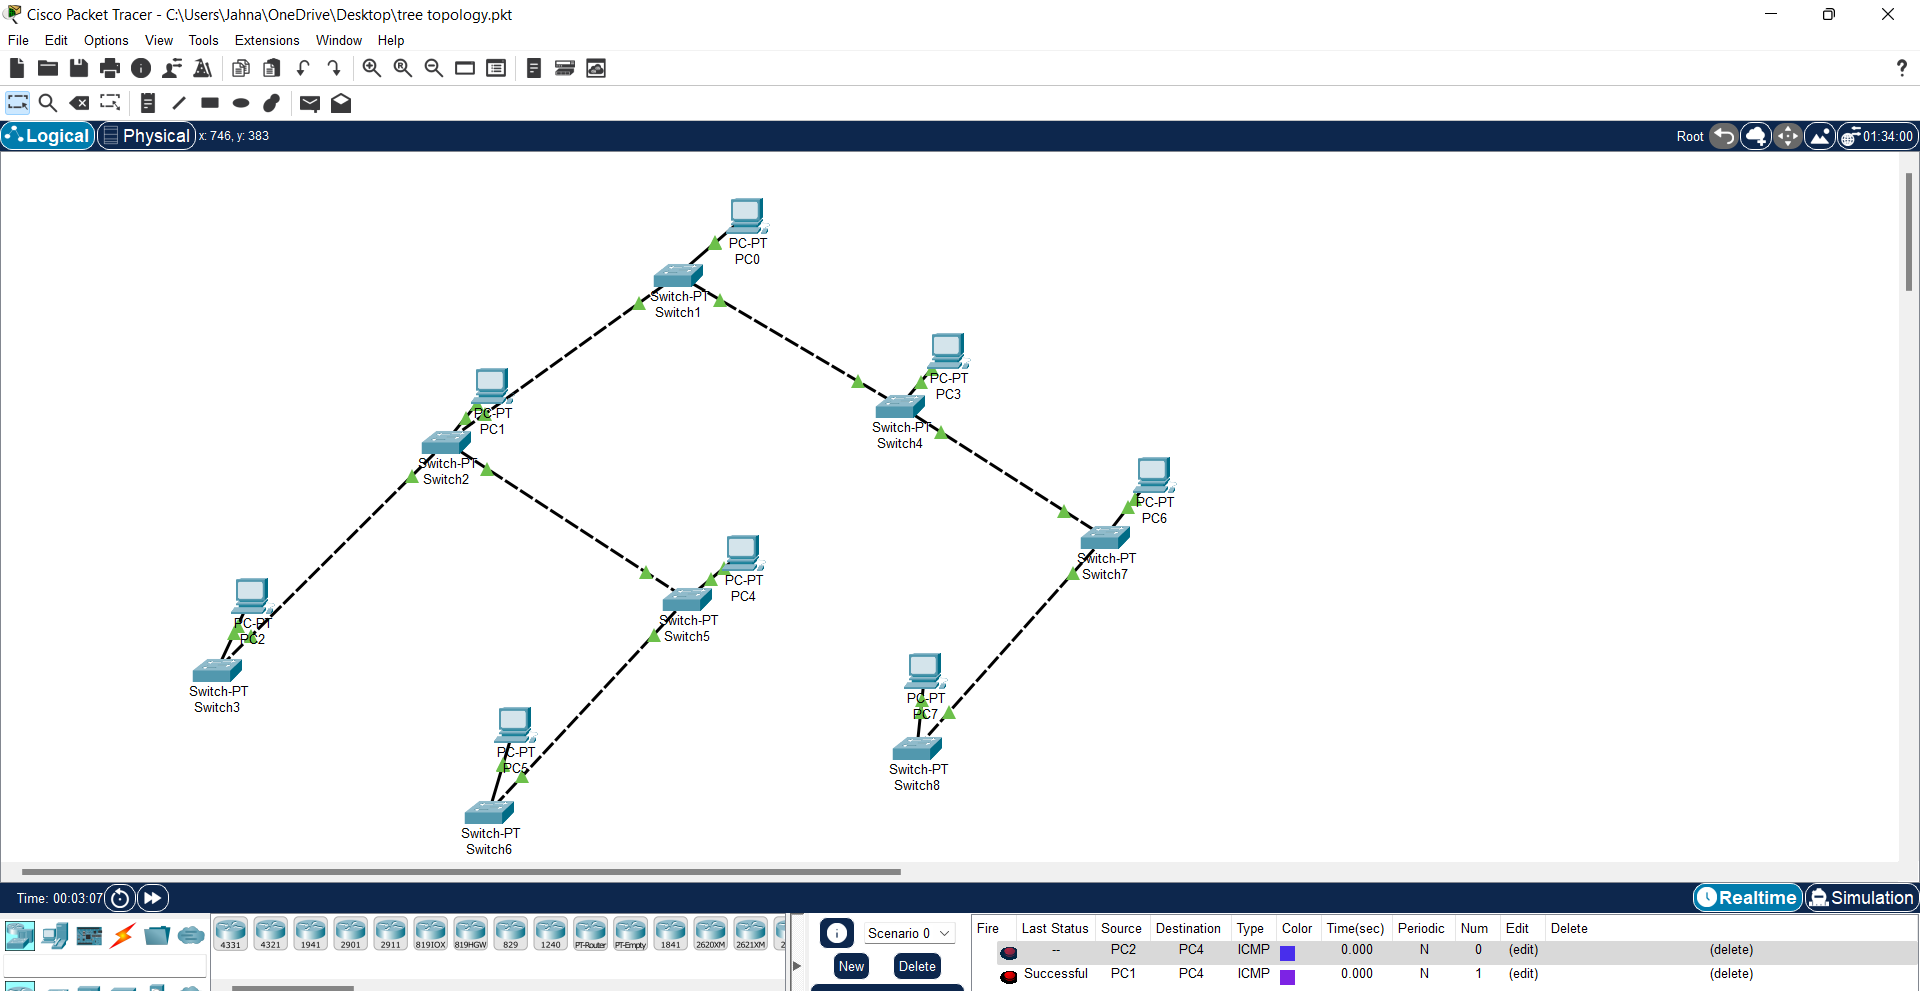 Cisco Packet Tracer - C:\Users\Jahna\OneDrive\Desktop\tree topology.pkt
File Edit Options View Tools Extensions Window Help
?
Logical Physical x: 746, y: 383 Root 01:34:00
PC-PT
PC0
Switch-PT
Switch1
PC-PT
PC3
Switch-PT
Switch4
PC-PT
PC1
Switch-PT
Switch2
PC-PT
PC6
Switch-PT
Switch7
PC-PT
PC4
Switch-PT
Switch5
PC-PT
PC2
Switch-PT
Switch3
PC-PT
PC7
Switch-PT
Switch8
PC-PT
PC5
Switch-PT
Switch6
Time: 00:03:07 Realtime Simulation
4331 4321 1941 2901 2911 819IOX 819HGW 829 1240 PT-Router PT-Empty 1841 2620XM 2621XM 2
Scenario 0
New Delete
Fire Last Status Source Destination Type Color Time(sec) Periodic Num Edit Delete
-- PC2 PC4 ICMP 0.000 N 0 (edit) (delete)
Successful PC1 PC4 ICMP 0.000 N 1 (edit) (delete)